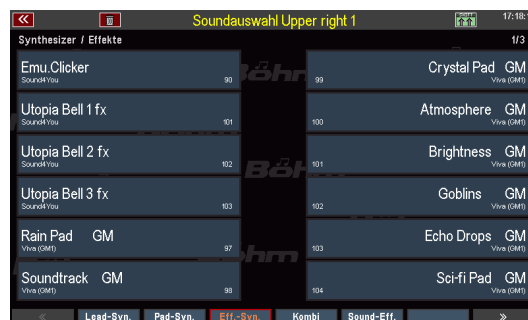 Soundauswahl Upper right 1
17:18:
Synthesizer / Effekte
1/3
Emu.Clicker
Sound4You
90
Utopia Bell 1 fx
Sound4You
101
Utopia Bell 2 fx
Sound4You
102
Utopia Bell 3 fx
Sound4You
103
Rain Pad GM
Viva (GM1)
97
Soundtrack GM
Viva (GM1)
98
Crystal Pad GM
Viva (GM1)
99
Atmosphere GM
Viva (GM1)
100
Brightness GM
Viva (GM1)
101
Goblins GM
Viva (GM1)
102
Echo Drops GM
Viva (GM1)
103
Sci-fi Pad GM
Viva (GM1)
104
Böhm
Lead-Syn. Pad-Syn. Eff.-Syn. Kombi Sound-Eff.